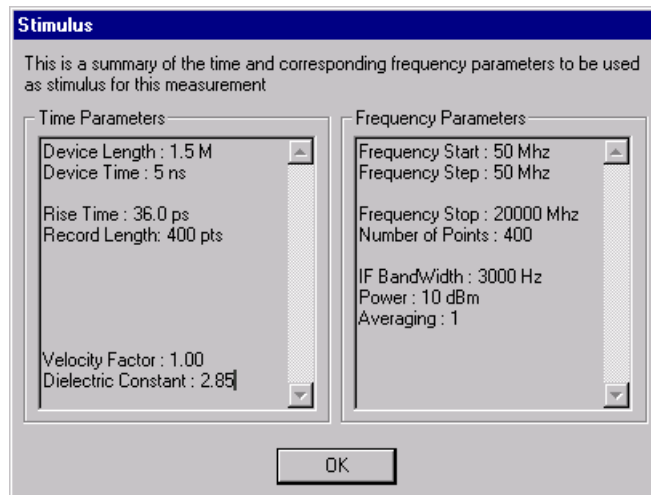 Stimulus
This is a summary of the time and corresponding frequency parameters to be used
as stimulus for this measurement
Time Parameters
Device Length : 1.5 M
Device Time : 5 ns
Rise Time : 36.0 ps
Record Length: 400 pts
Velocity Factor : 1.00
Dielectric Constant : 2.85
Frequency Parameters
Frequency Start : 50 Mhz
Frequency Step : 50 Mhz
Frequency Stop : 20000 Mhz
Number of Points : 400
IF BandWidth : 3000 Hz
Power : 10 dBm
Averaging : 1
OK